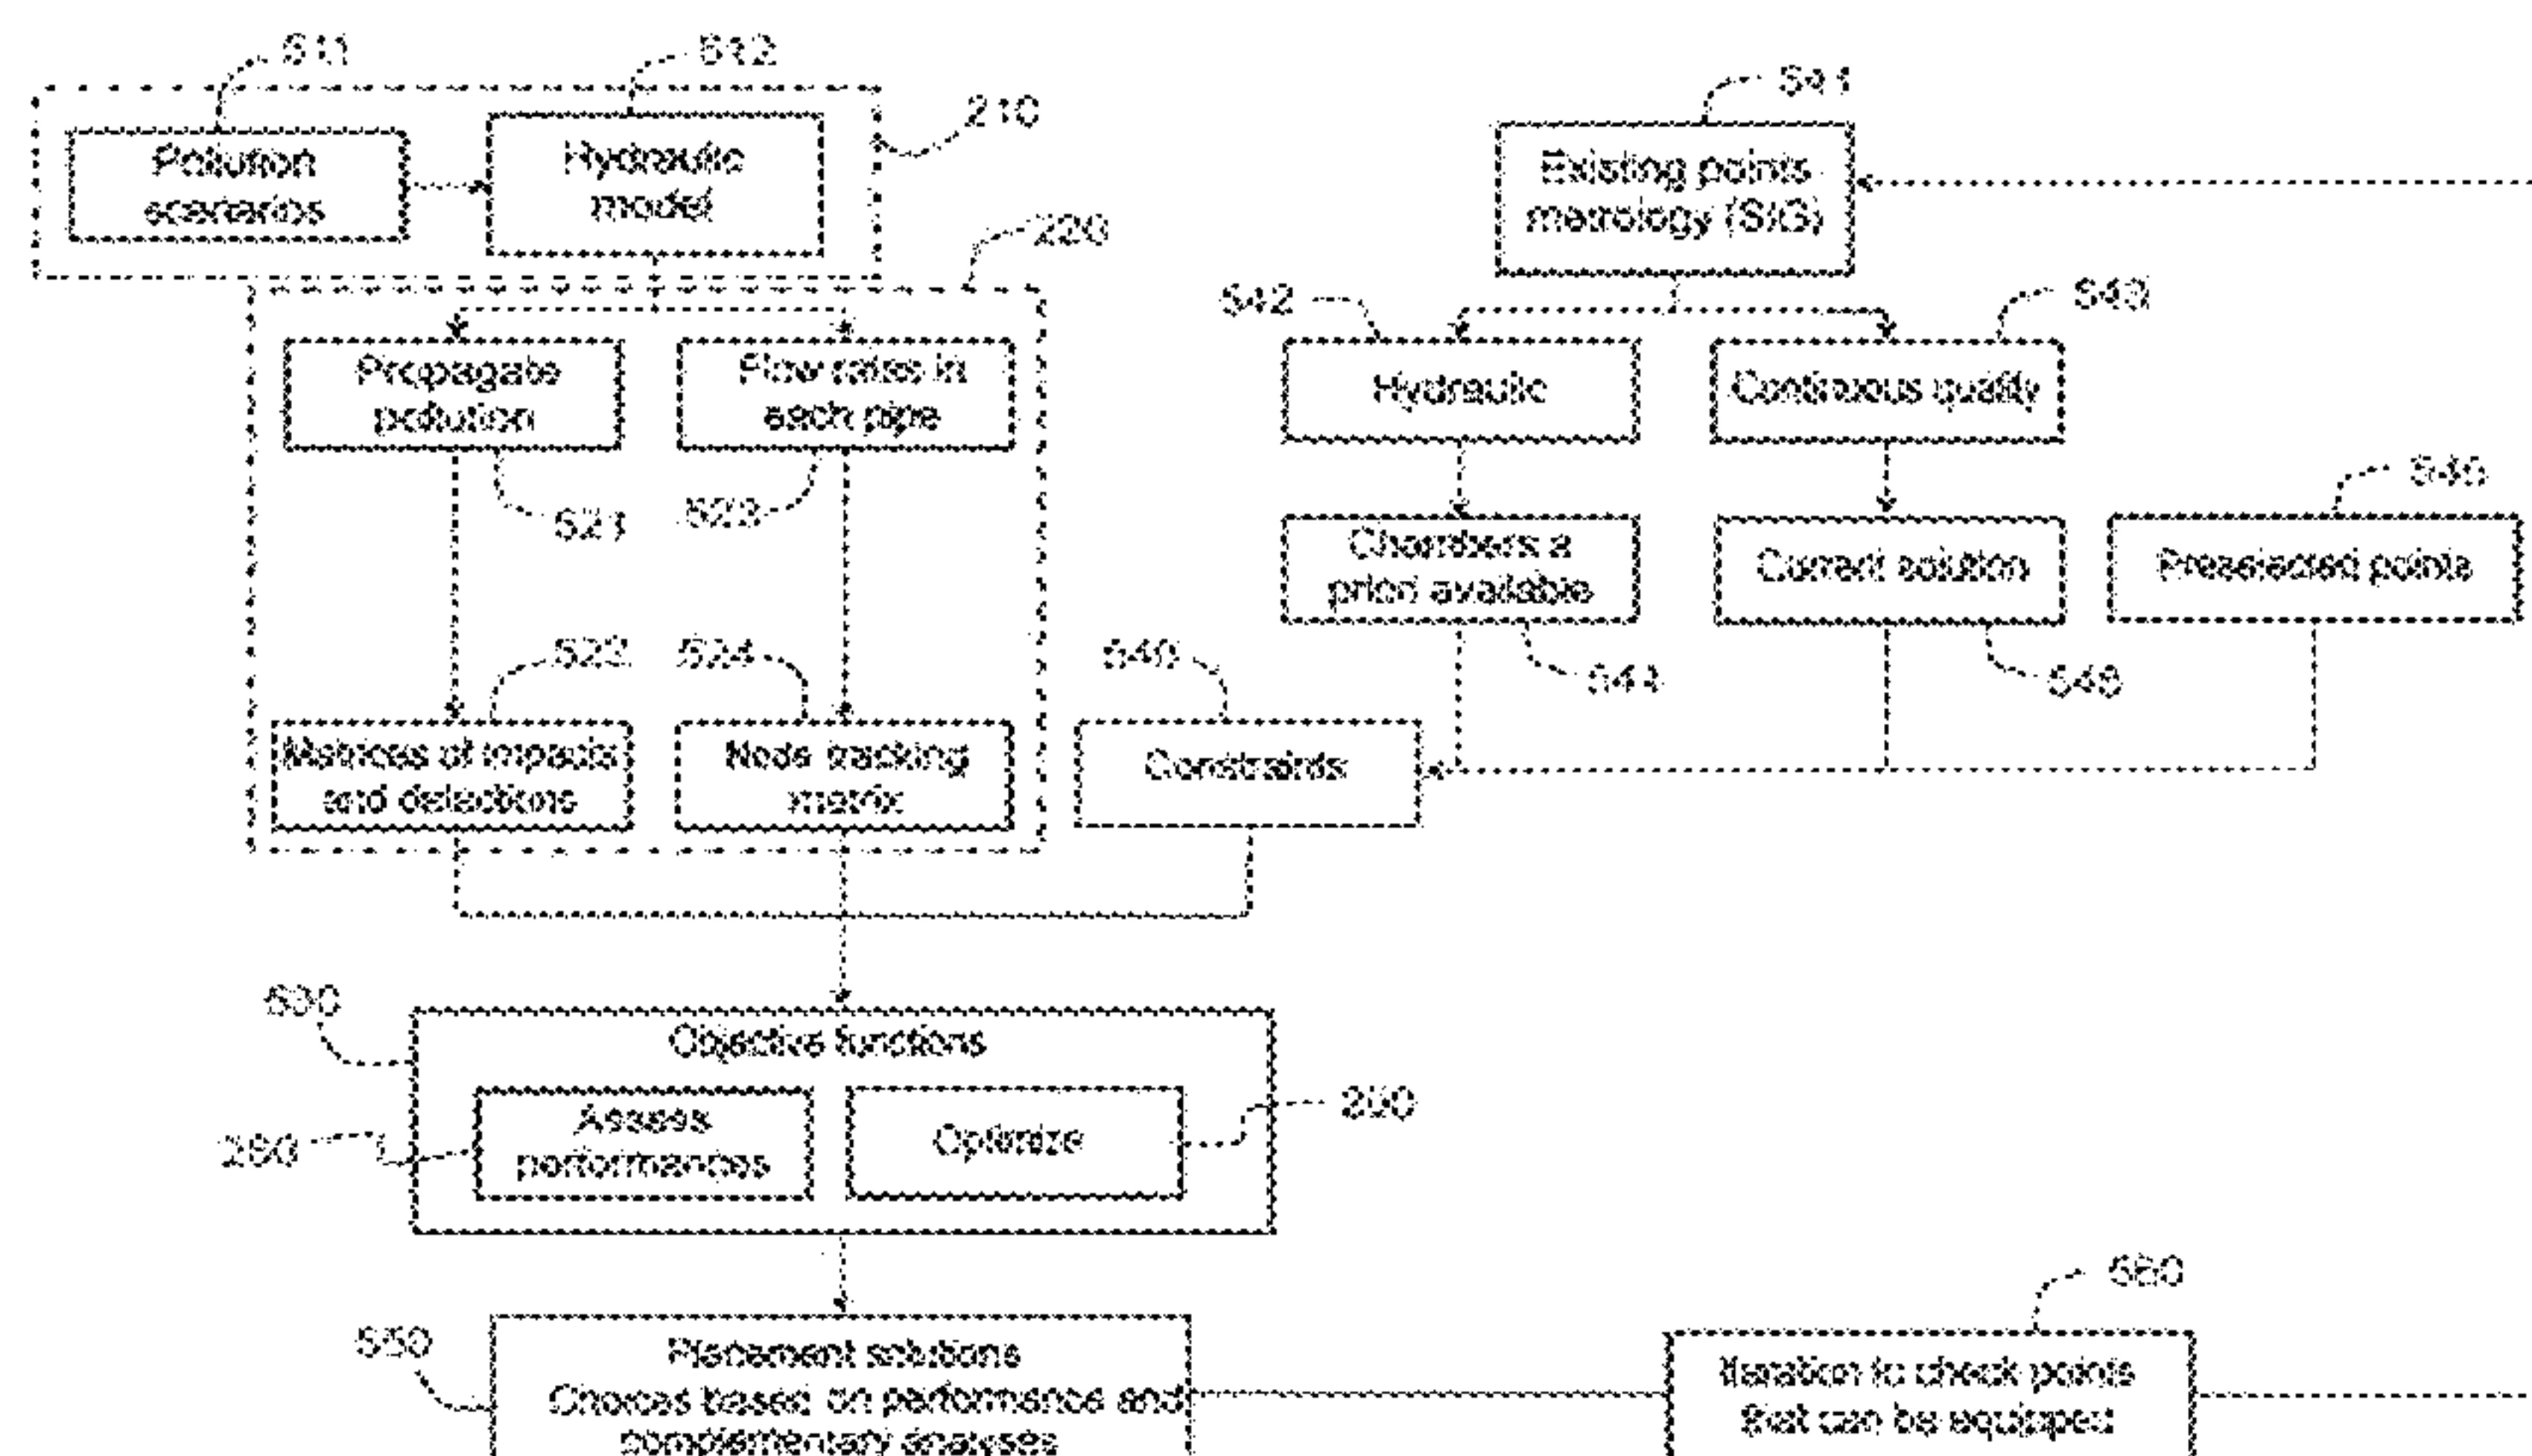 511
512
210
541
Pollution
scenarios
Hydraulic
model
Existing points
metrology (SIG)
220
542
543
Propagate
pollution
Flow rates in
each pipe
Hydraulic
Continuous quality
545
521
523
Chambers a
priori available
Current solution
Preselected points
522
524
540
544
Matrices of impacts
and detections
Node tracking
matrix
Constraints
530
Objective functions
Assess
performances
Optimize
560
550
Placement solutions
Choices based on performance and
complementary analyses
Iteration to check points
that can be equipped